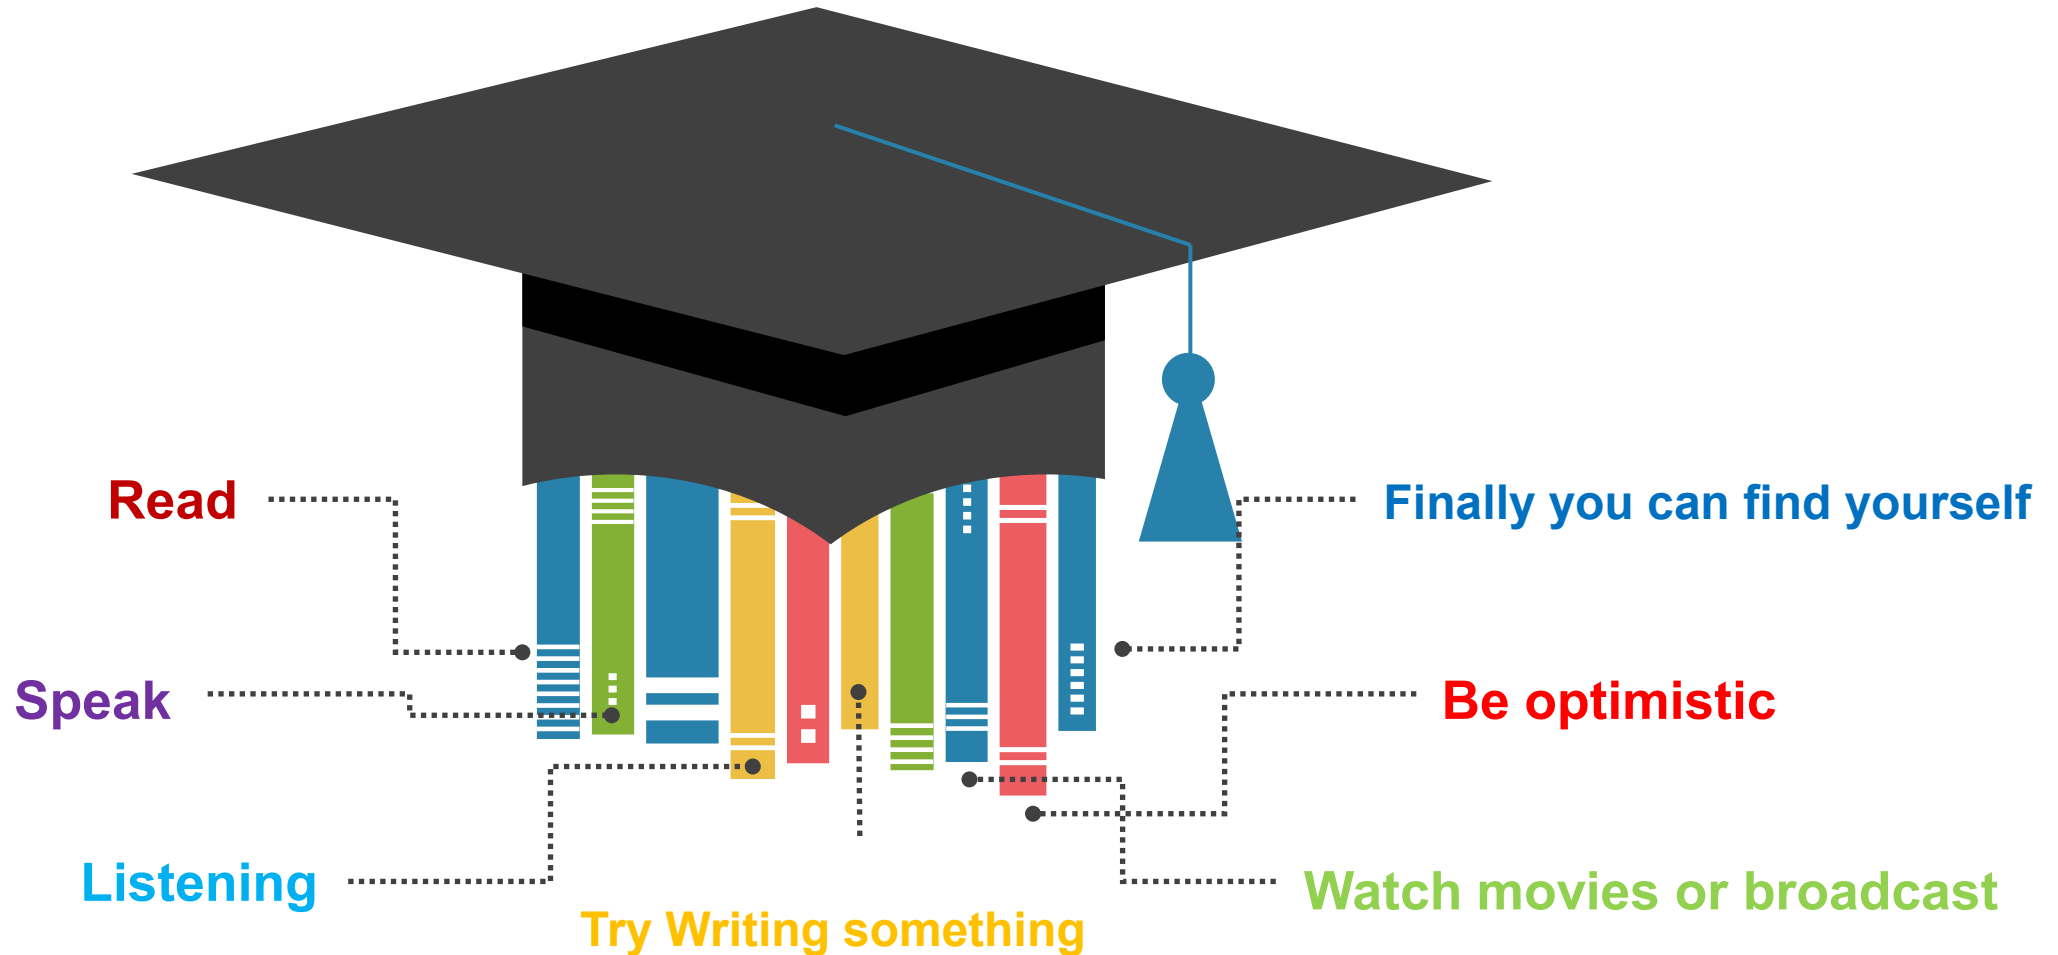 Read
Finally you can find yourself
Speak
Be optimistic
Listening
Watch movies or broadcast
Try Writing something